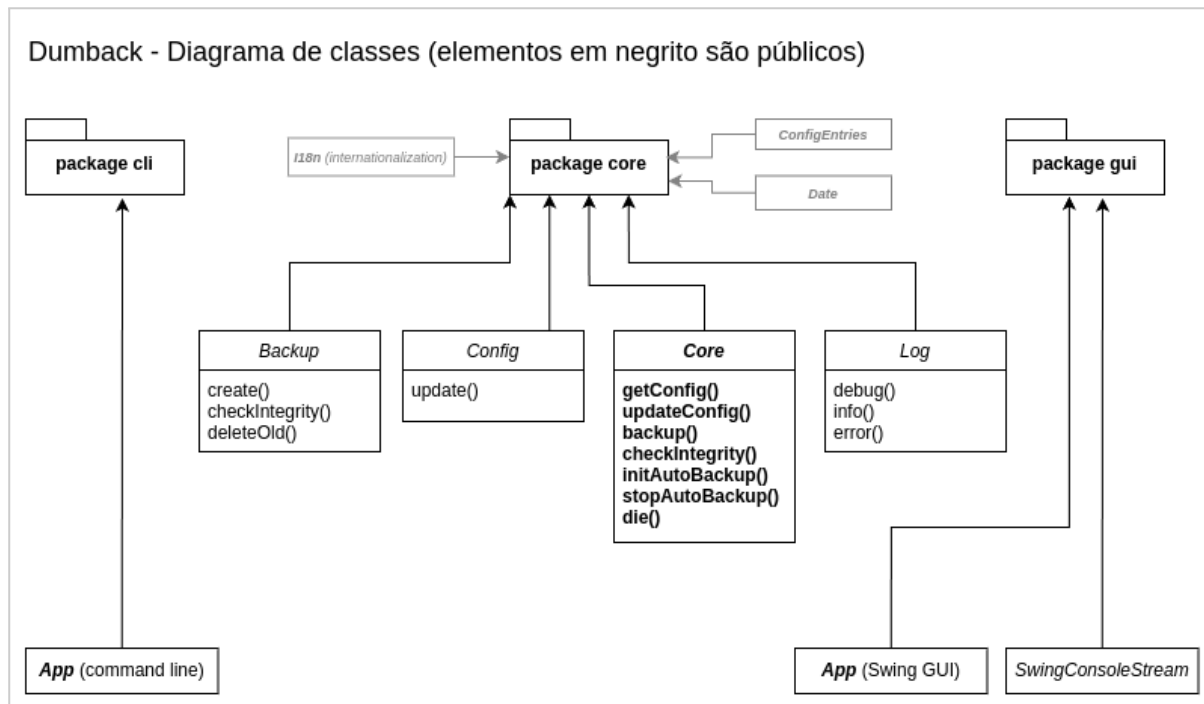 Dumback - Diagrama de classes (elementos em negrito são públicos)
package cli
I18n (internationalization)
package core
ConfigEntries
Date
package gui
Backup
create()
checkIntegrity()
deleteOld()
Config
update()
Core
getConfig()
updateConfig()
backup()
checkIntegrity()
initAutoBackup()
stopAutoBackup()
die()
Log
debug()
info()
error()
App (command line)
App (Swing GUI)
SwingConsoleStream